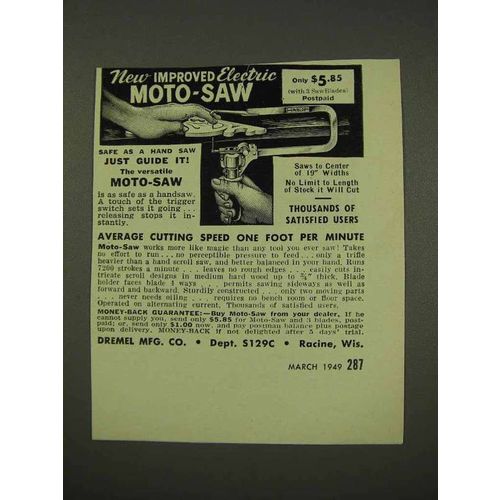 New IMPROVED Electric
MOTO-SAW
Only $5.85
(with 3 Saw Blades)
Postpaid
SAFE AS A HAND SAW
JUST GUIDE IT!
The versatile
MOTO-SAW
Is as safe as a handsaw.
A touch of the trigger
switch sets it going . . .
releasing stops it in-
stantly.
Saws to Center
of 19" Widths
No Limit to Length
of Stock it Will Cut
THOUSANDS OF
SATISFIED USERS
AVERAGE CUTTING SPEED ONE FOOT PER MINUTE
Moto-Saw works more like magic than any tool you ever saw! Takes
no effort to run . . . no perceptible pressure to feed . . . only a trifle
heavier than a hand scroll saw, and better balanced in your hand. Runs
7200 strokes a minute . . . leaves no rough edges . . . easily cuts in-
tricate scroll designs in medium hard wood up to thick. Blade
holder faces blade 4 ways . . . permits sawing sideways as well as
forward and backward. Sturdily constructed . . . only two moving parts
. . . never needs oiling . . . requires no bench room or floor space.
Operated on alternating current. Thousands of satisfied users.
MONEY-BACK GUARANTEE:—Buy Moto-Saw from your dealer. If he
cannot supply you, send only $5.85 for Moto-Saw and 3 blades, post-
paid; or, send only $1.00 now, and pay postman balance plus postage
upon delivery. MONEY-BACK if not delighted after 5 days' trial.
DREMEL MFG. CO. • Dept. S129C • Racine, Wis.
MARCH 1949 287